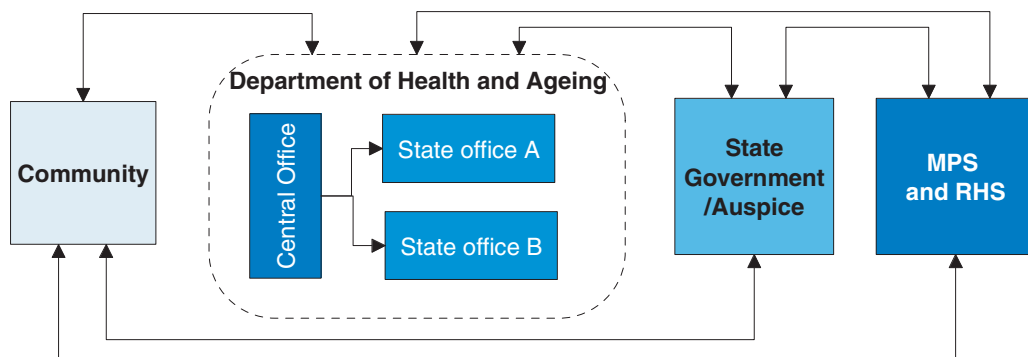 Department of Health and Ageing
Community
Central Office
State office A
State office B
State
Government
/Auspice
MPS
and RHS